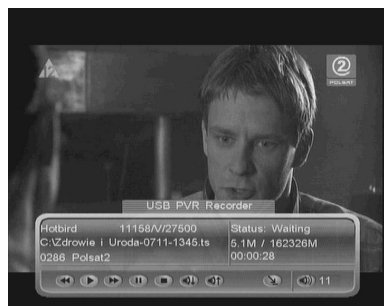 2
POLSAT
USB PVR Recorder
Hotbird 11158/V/27500
Status: Waiting
C:\Zdrowie i Uroda-0711-1345.ts
5.1M / 162326M
0286 Polsat2
00:00:28
11